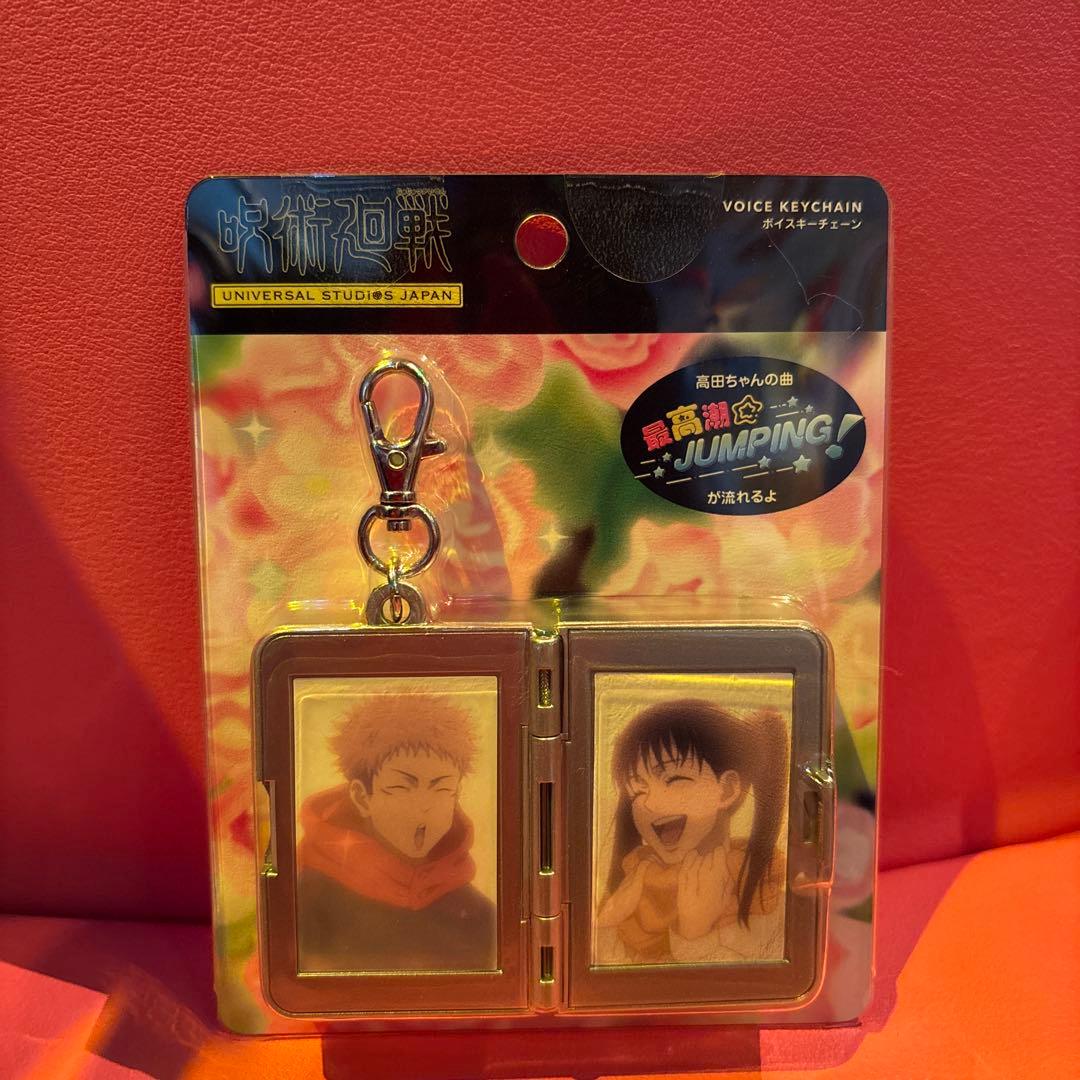 呪術廻戦
UNIVERSAL STUDIOS JAPAN
VOICE KEYCHAIN
ボイスキーチェーン
高田ちゃんの曲
最高潮☆
JUMPING!
が流れるよ